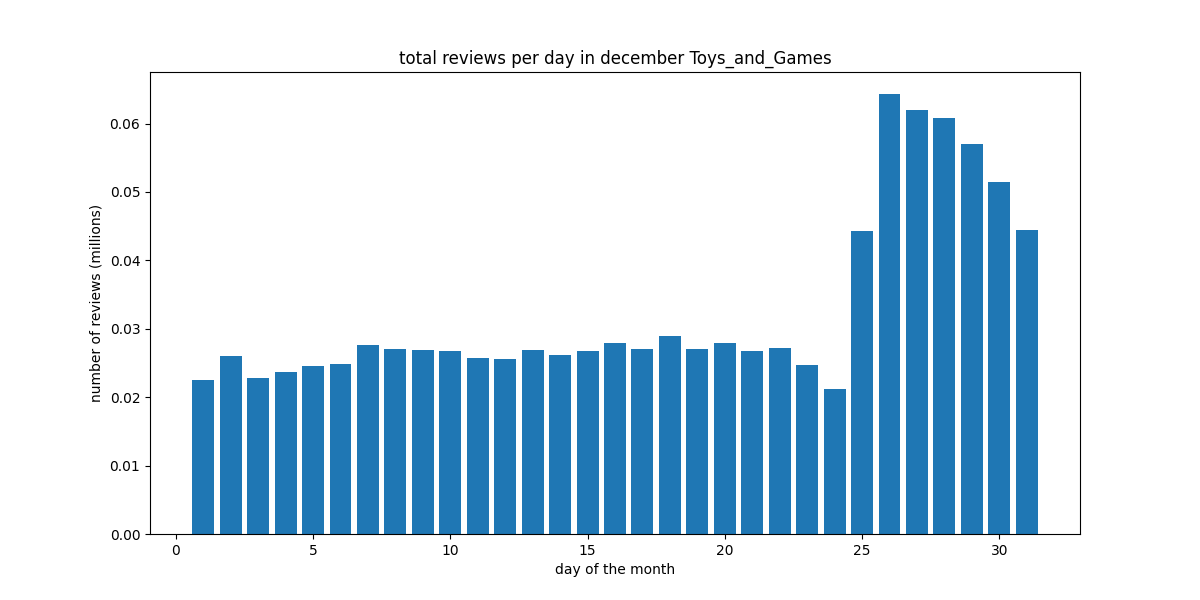 total reviews per day in december Toys_and_Games
number of reviews (millions)
0.06
0.05
0.04
0.03
0.02
0.01
0.00
0 5 10 15 20 25 30
day of the month